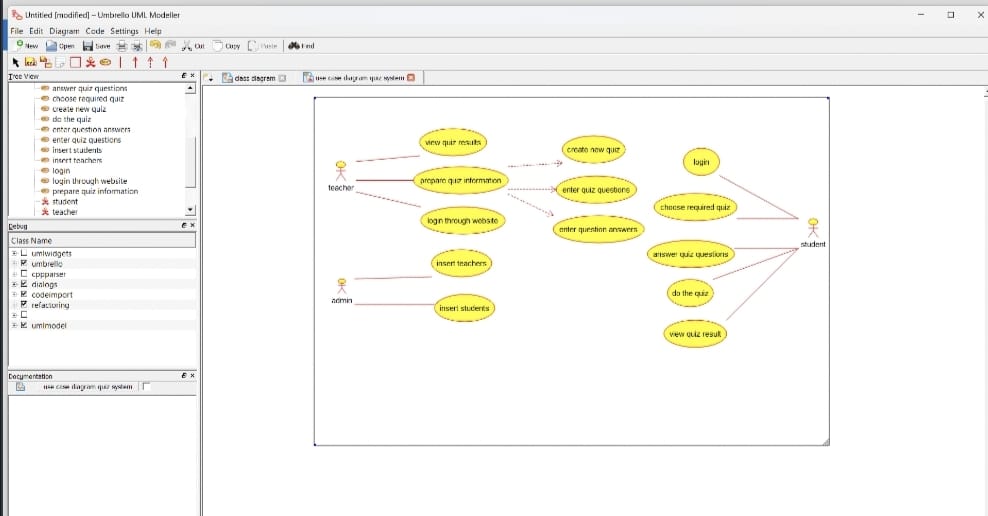 Untitled [modified] – Umbrello UML Modeller
File Edit Diagram Code Settings Help
New Open Save Cut Copy Paste Find
Tree View
class diagram
use case diagram quiz system
answer quiz questions
choose required quiz
create new quiz
do the quiz
enter question answers
enter quiz questions
insert students
insert teachers
login
login through website
prepare quiz information
student
teacher
Debug
Class Name
umlwidgets
umbrello
cppparser
dialogs
codeimport
refactoring
umlmodel
Documentation
use case diagram quiz system
view quiz results
create new quiz
login
teacher
prepare quiz information
enter quiz questions
choose required quiz
login through website
enter question answers
student
answer quiz questions
insert teachers
admin
do the quiz
insert students
view quiz result